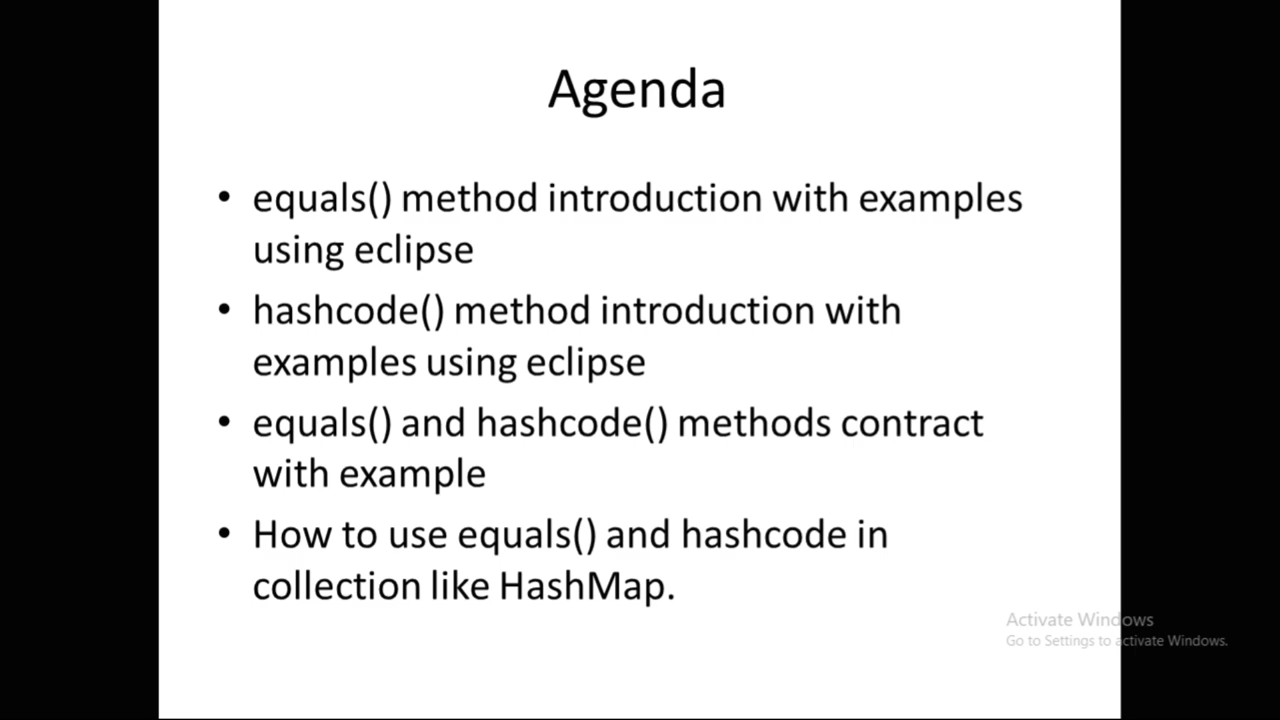 Agenda
• equals() method introduction with examples
using eclipse
• hashcode() method introduction with
examples using eclipse
• equals() and hashcode() methods contract
with example
• How to use equals() and hashcode in
collection like HashMap.
Activate Windows
Go to Settings to activate Windows.